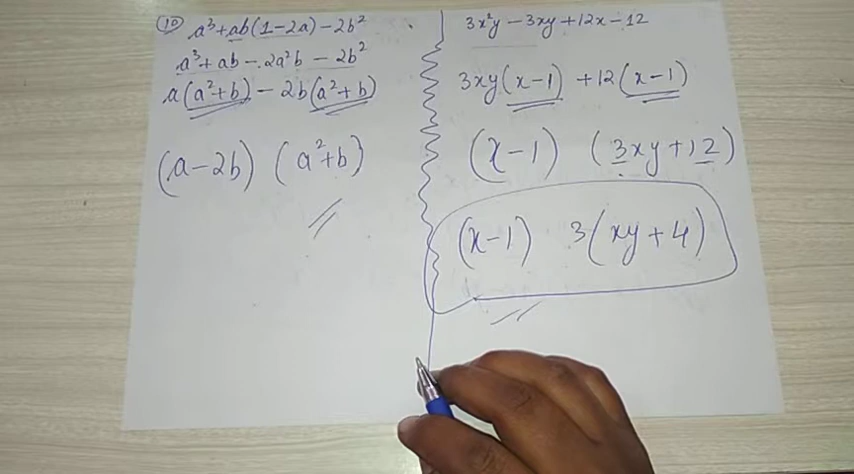 10 a³+ab(1-2a)-2b²
a³+ab-2a²b-2b²
a(a²+b)-2b(a²+b)
(a-2b) (a²+b)
3x²y-3xy+12x-12
3xy(x-1)+12(x-1)
(x-1) (3xy+12)
(x-1) 3(xy+4)